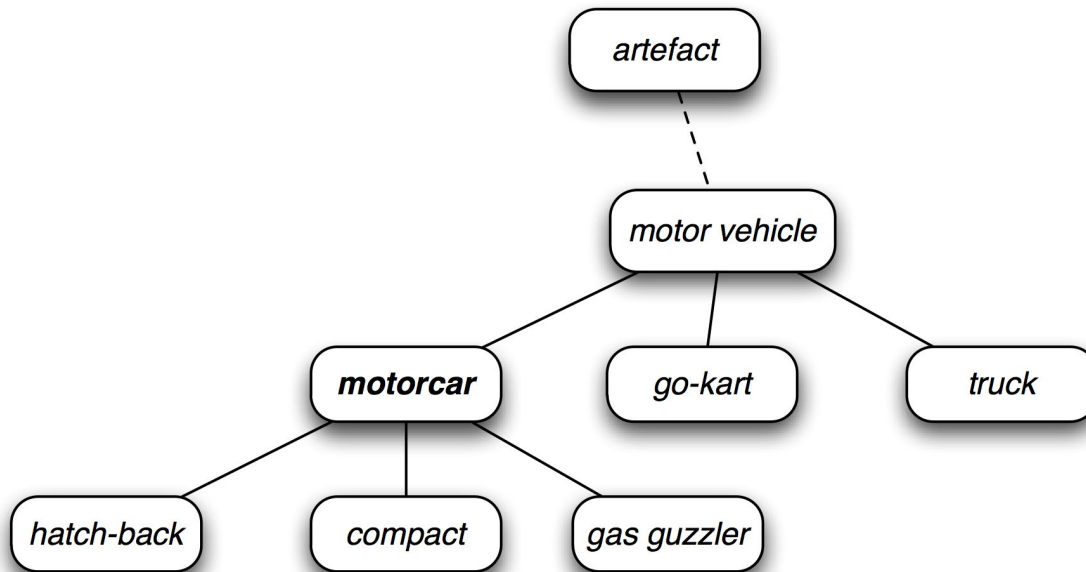 artefact
motor vehicle
motorcar
go-kart
truck
hatch-back
compact
gas guzzler